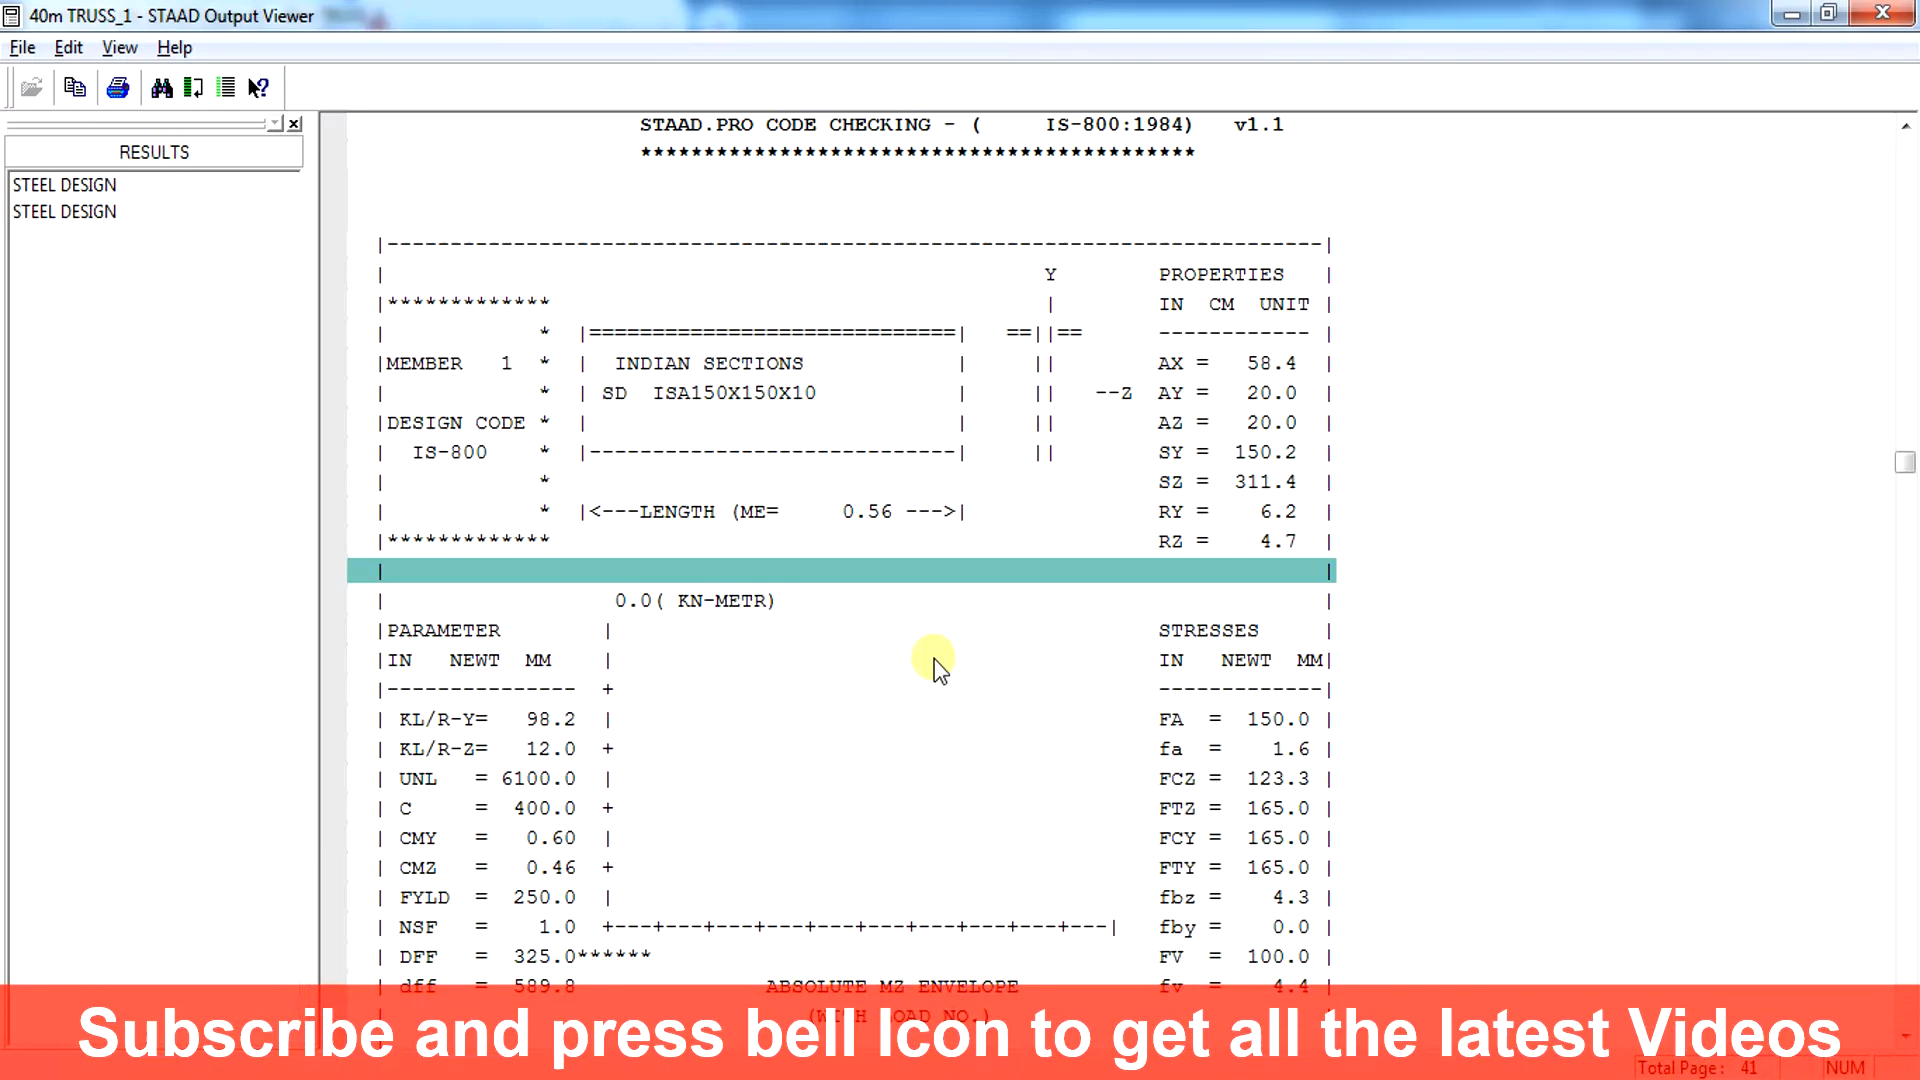 40m TRUSS_1 - STAAD Output Viewer
File Edit View Help
RESULTS
STEEL DESIGN
STEEL DESIGN
STAAD.PRO CODE CHECKING - ( IS-800:1984) v1.1
********************************************
|--------------------------------------------------------------------------|
| Y PROPERTIES |
|************* | IN CM UNIT |
| * |=============================| ==||== ------------ |
|MEMBER 1 * | INDIAN SECTIONS | || AX = 58.4 |
| * | SD ISA150X150X10 | || --Z AY = 20.0 |
|DESIGN CODE * | | || AZ = 20.0 |
| IS-800 * |-----------------------------| || SY = 150.2 |
| * SZ = 311.4 |
| * |<---LENGTH (ME= 0.56 --->| RY = 6.2 |
|************* RZ = 4.7 |
| |
| 0.0( KN-METR) |
|PARAMETER | STRESSES |
|IN NEWT MM | IN NEWT MM|
|--------------- + -------------|
| KL/R-Y= 98.2 | FA = 150.0 |
| KL/R-Z= 12.0 + fa = 1.6 |
| UNL = 6100.0 | FCZ = 123.3 |
| C = 400.0 + FTZ = 165.0 |
| CMY = 0.60 | FCY = 165.0 |
| CMZ = 0.46 + FTY = 165.0 |
| FYLD = 250.0 | fbz = 4.3 |
| NSF = 1.0 +---+---+---+---+---+---+---+---+---+---| fby = 0.0 |
| DFF = 325.0****** FV = 100.0 |
| dff = 589.8 ABSOLUTE MZ ENVELOPE fv = 4.4 |
| (WITH LOAD NO.) |
Subscribe and press bell Icon to get all the latest Videos
Total Page: 41 NUM